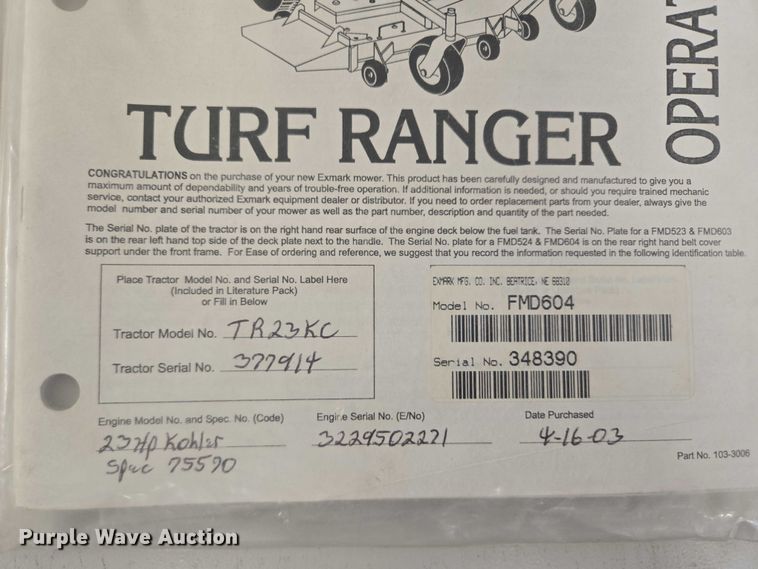 OPERAT
TURF RANGER
CONGRATULATIONS on the purchase of your new Exmark mower. This product has been carefully designed and manufactured to give you a
maximum amount of dependability and years of trouble-free operation. If additional information is needed, or should you require trained mechanic
service, contact your authorized Exmark equipment dealer or distributor. If you need to order replacement parts from your dealer, always give the
model number and serial number of your mower as well as the part number, description and quantity of the part needed.
The Serial No. plate of the tractor is on the right hand rear surface of the engine deck below the fuel tank. The Serial No. Plate for a FMD523 & FMD603
is on the rear left hand top side of the deck plate next to the handle. The Serial No. plate for a FMD524 & FMD604 is on the rear right hand belt cover
support under the front frame. For Ease of ordering and reference, we suggest that you record the information requested in the following identification table.
Place Tractor Model No. and Serial No. Label Here
(Included in Literature Pack)
or Fill in Below
Tractor Model No. TR23KC
Tractor Serial No. 377914
EXMARK MFG. CO. INC. BEATRICE, NE 68310
Model No. FMD604
Serial No. 348390
Engine Model No. and Spec. No. (Code)
23 Hp Kohler
Spec 75570
Engine Serial No. (E/No)
3229502271
Date Purchased
4-16-03
Part No. 103-3006
Purple Wave Auction